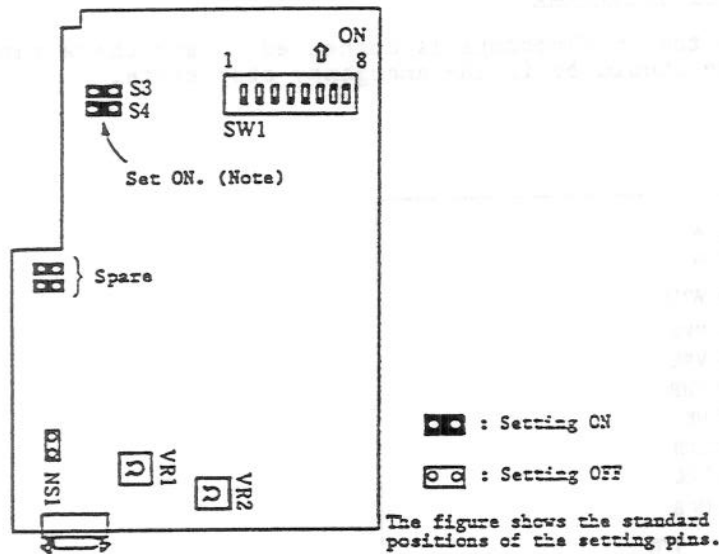 ON
1 8
S3
S4
SW1
Set ON. (Note)
Spare
NS1
VR1
VR2
: Setting ON
: Setting OFF
The figure shows the standard
positions of the setting pins.